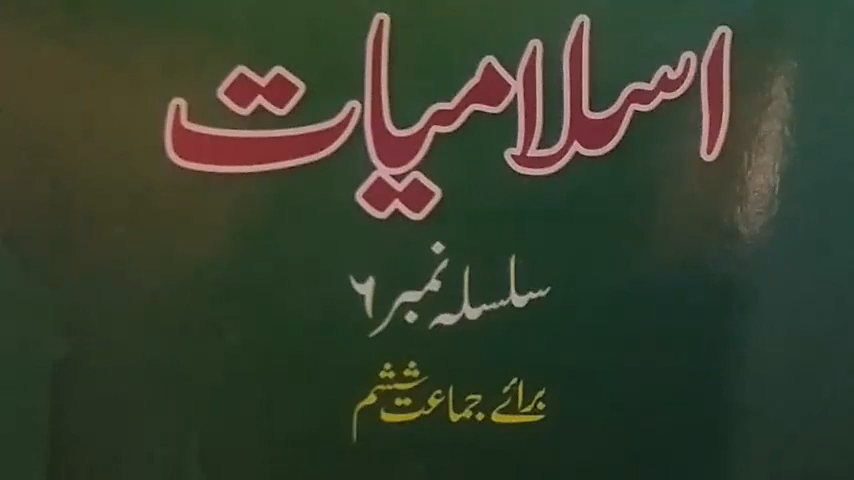 اسلامیات
سلسلہ نمبر ۶
برائے جماعت ششم